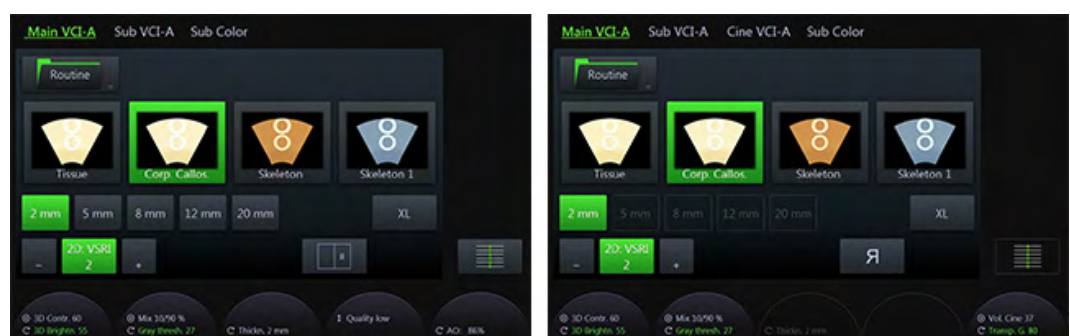 Main VCI-A Sub VCI-A Sub Color
Routine
Tissue Corp. Callos. Skeleton Skeleton 1
2 mm 5 mm 8 mm 12 mm 20 mm XL
- 2D: VSRI 2 +
3D Contr. 60 Mix 10/90 % Quality low
3D Brightn. 55 Gray thresh. 27 Thickn. 2 mm AO: 86%
Main VCI-A Sub VCI-A Cine VCI-A Sub Color
Routine
Tissue Corp. Callos. Skeleton Skeleton 1
2 mm 5 mm 8 mm 12 mm 20 mm XL
- 2D: VSRI 2 + Я
3D Contr. 60 Mix 10/90 % Vol. Cine 37
3D Brightn. 55 Gray thresh. 27 Thickn. 2 mm Transp. G. 80